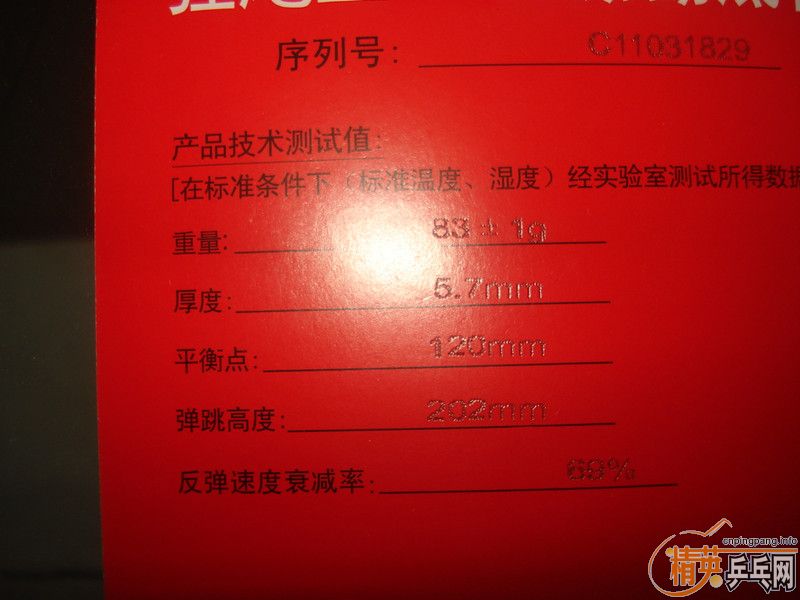 序列号: C11031829
产品技术测试值:
[在标准条件下（标准温度、湿度）经实验室测试所得数据
重量: 83 ± 1g
厚度: 5.7mm
平衡点: 120mm
弹跳高度: 202mm
反弹速度衰减率: 68%
cnpingpang.info
精英乒乓网